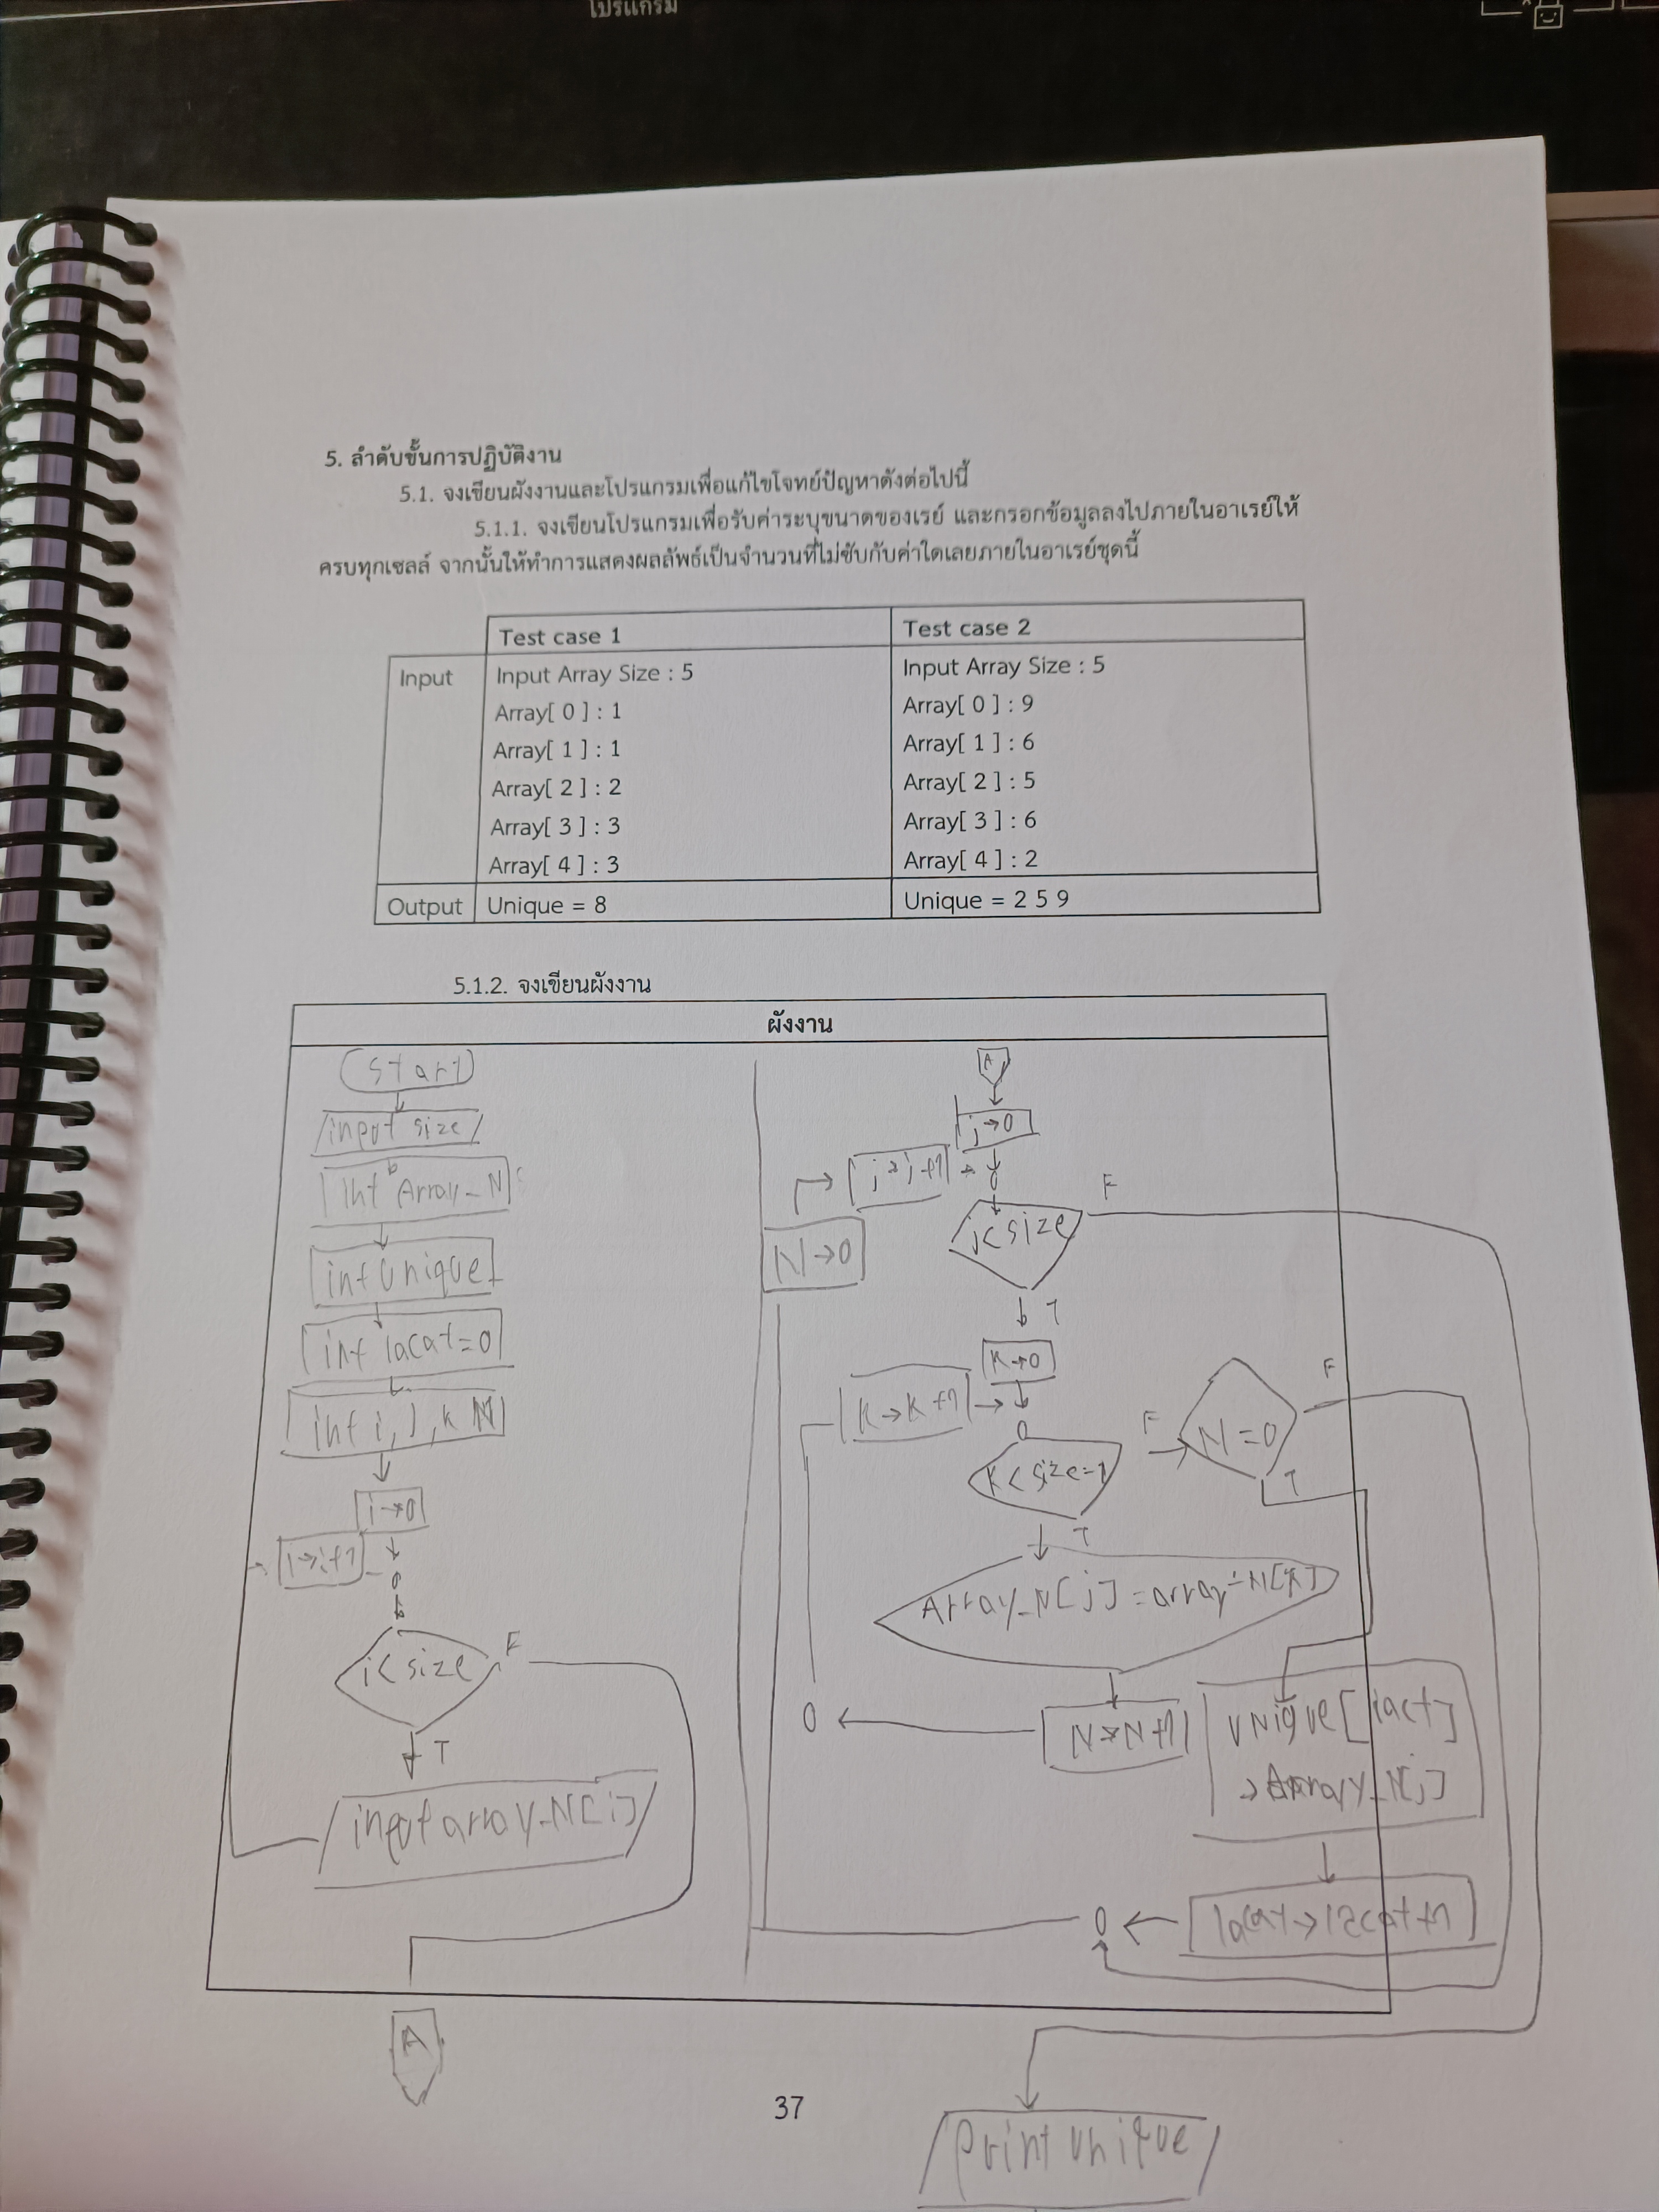 โปรแกรม
5. ลำดับขั้นการปฏิบัติงาน
5.1. จงเขียนผังงานและโปรแกรมเพื่อแก้ไขโจทย์ปัญหาดังต่อไปนี้
5.1.1. จงเขียนโปรแกรมเพื่อรับค่าระบุขนาดของเรย์ และกรอกข้อมูลลงไปภายในอาเรย์ให้
ครบทุกเซลล์ จากนั้นให้ทำการแสดงผลลัพธ์เป็นจำนวนที่ไม่ซับกับค่าใดเลยภายในอาเรย์ชุดนี้
Test case 1 Test case 2
Input Input Array Size : 5 Input Array Size : 5
Array[ 0 ] : 1 Array[ 0 ] : 9
Array[ 1 ] : 1 Array[ 1 ] : 6
Array[ 2 ] : 2 Array[ 2 ] : 5
Array[ 3 ] : 3 Array[ 3 ] : 6
Array[ 4 ] : 3 Array[ 4 ] : 2
Output Unique = 8 Unique = 2 5 9
5.1.2. จงเขียนผังงาน
ผังงาน
start
input size
int Array_N
int Unique
int lacat=0
int i, j, k N
i→0
i→i+1
i< size
F
T
input array_N[i]
A
A
j→0
j→j+1
N→0
j< size
F
T
k→0
k→k+1
k< size-1
F
N=0
F
T
T
Array_N[j] = array-N[k]
N→N+1
UNique[lact]
→Array_N[j]
lacat→lacat+1
print unique
37